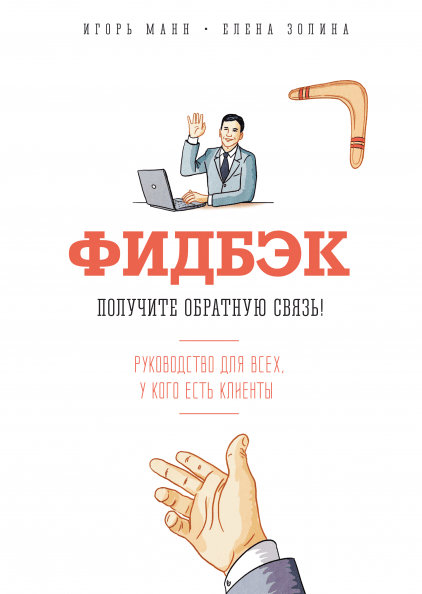 ИГОРЬ МАНН • ЕЛЕНА ЗОЛИНА
ФИДБЭК
ПОЛУЧИТЕ ОБРАТНУЮ СВЯЗЬ!
РУКОВОДСТВО ДЛЯ ВСЕХ,
У КОГО ЕСТЬ КЛИЕНТЫ